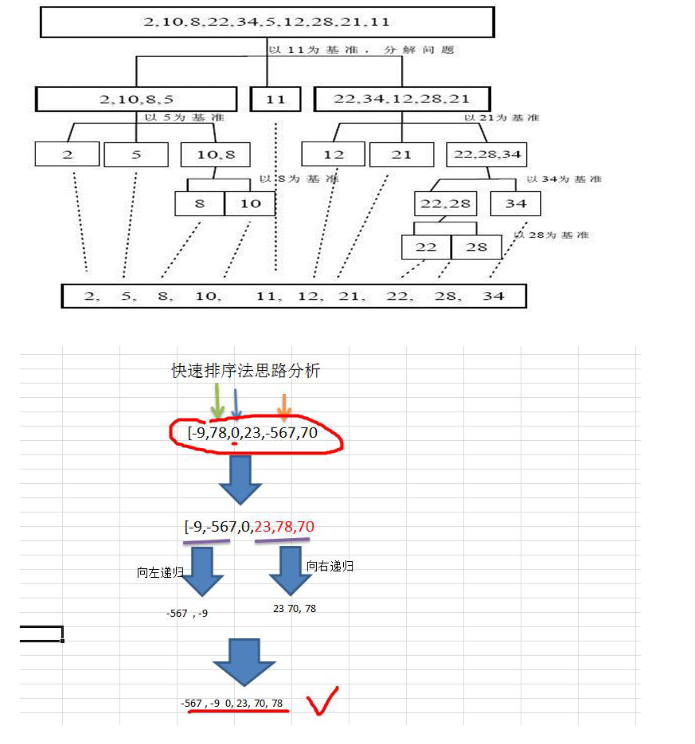 2,10,8,22,34,5,12,28,21,11
以11为基准，分解问题
2,10,8,5
11
22,34,12,28,21
以5为基准
以21为基准
2
5
10,8
12
21
22,28,34
以8为基准
以34为基准
8
10
22,28
34
以28为基准
22
28
2, 5, 8, 10, 11, 12, 21, 22, 28, 34
快速排序法思路分析
[-9,78,0,23,-567,70
[-9,-567,0,23,78,70
向左递归
向右递归
-567 , -9
23 70, 78
-567 , -9 0, 23, 70, 78